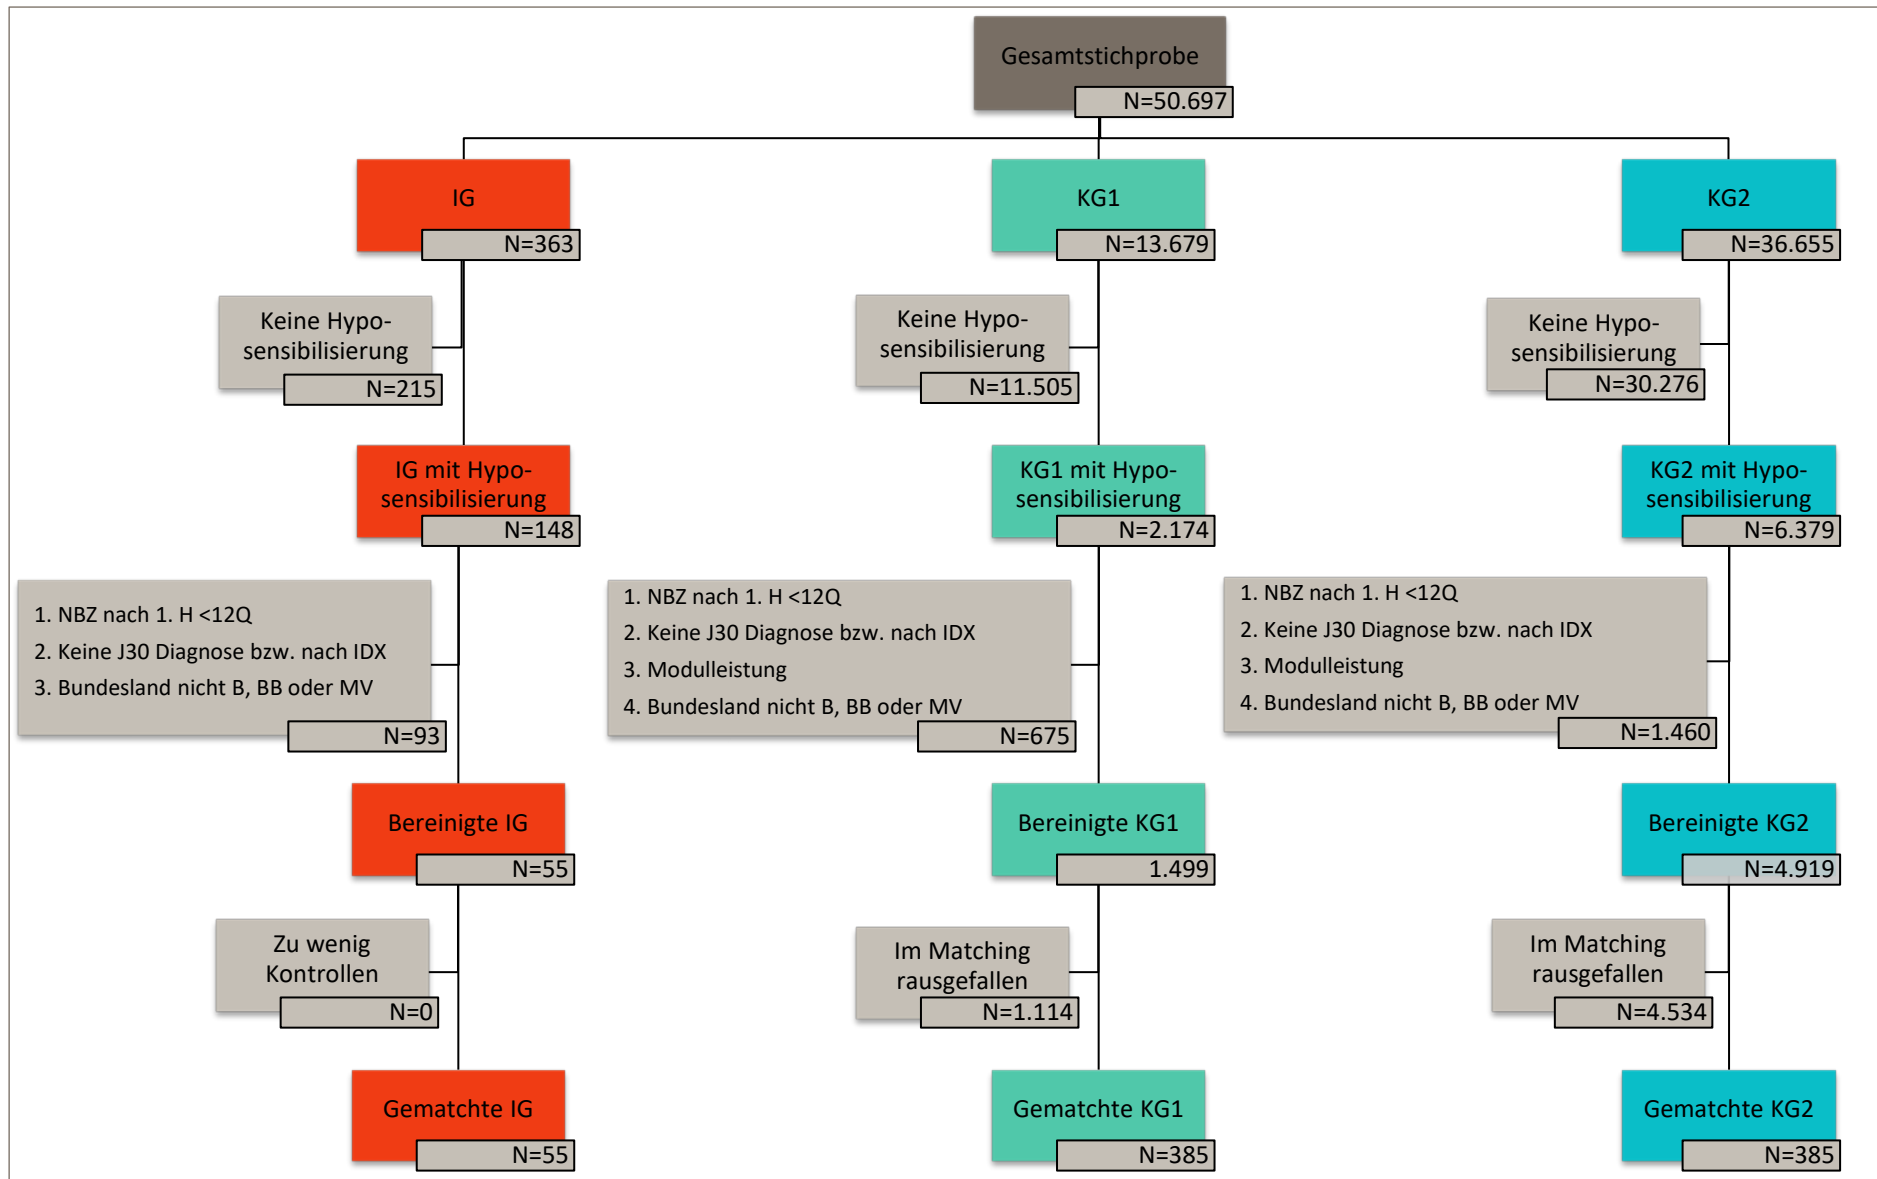 Gesamtstichprobe
N=50.697
IG
N=363
KG1
N=13.679
KG2
N=36.655
Keine Hypo-
sensibilisierung
N=215
Keine Hypo-
sensibilisierung
N=11.505
Keine Hypo-
sensibilisierung
N=30.276
IG mit Hypo-
sensibilisierung
N=148
KG1 mit Hypo-
sensibilisierung
N=2.174
KG2 mit Hypo-
sensibilisierung
N=6.379
1. NBZ nach 1. H <12Q
2. Keine J30 Diagnose bzw. nach IDX
3. Bundesland nicht B, BB oder MV
N=93
1. NBZ nach 1. H <12Q
2. Keine J30 Diagnose bzw. nach IDX
3. Modulleistung
4. Bundesland nicht B, BB oder MV
N=675
1. NBZ nach 1. H <12Q
2. Keine J30 Diagnose bzw. nach IDX
3. Modulleistung
4. Bundesland nicht B, BB oder MV
N=1.460
Bereinigte IG
N=55
Bereinigte KG1
1.499
Bereinigte KG2
N=4.919
Zu wenig
Kontrollen
N=0
Im Matching
rausgefallen
N=1.114
Im Matching
rausgefallen
N=4.534
Gematchte IG
N=55
Gematchte KG1
N=385
Gematchte KG2
N=385